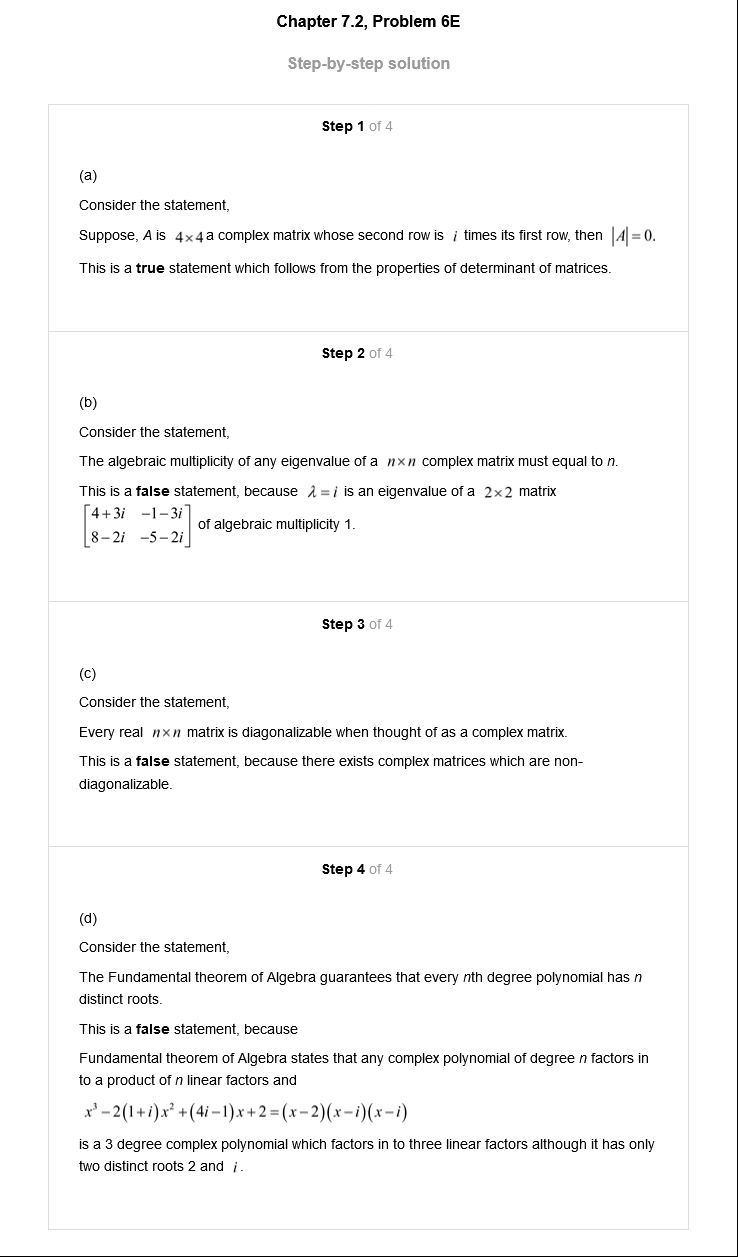 Chapter 7.2, Problem 6E
Step-by-step solution
Step 1 of 4
(a)
Consider the statement,
Suppose, A is 4×4 a complex matrix whose second row is i times its first row, then |A| = 0.
This is a true statement which follows from the properties of determinant of matrices.
Step 2 of 4
(b)
Consider the statement,
The algebraic multiplicity of any eigenvalue of a n×n complex matrix must equal to n.
This is a false statement, because λ = i is an eigenvalue of a 2×2 matrix
[4+3i −1−3i]
[8−2i −5−2i] of algebraic multiplicity 1.
Step 3 of 4
(c)
Consider the statement,
Every real n×n matrix is diagonalizable when thought of as a complex matrix.
This is a false statement, because there exists complex matrices which are non-
diagonalizable.
Step 4 of 4
(d)
Consider the statement,
The Fundamental theorem of Algebra guarantees that every nth degree polynomial has n
distinct roots.
This is a false statement, because
Fundamental theorem of Algebra states that any complex polynomial of degree n factors in
to a product of n linear factors and
x³−2(1+i)x²+(4i−1)x+2=(x−2)(x−i)(x−i)
is a 3 degree complex polynomial which factors in to three linear factors although it has only
two distinct roots 2 and i.